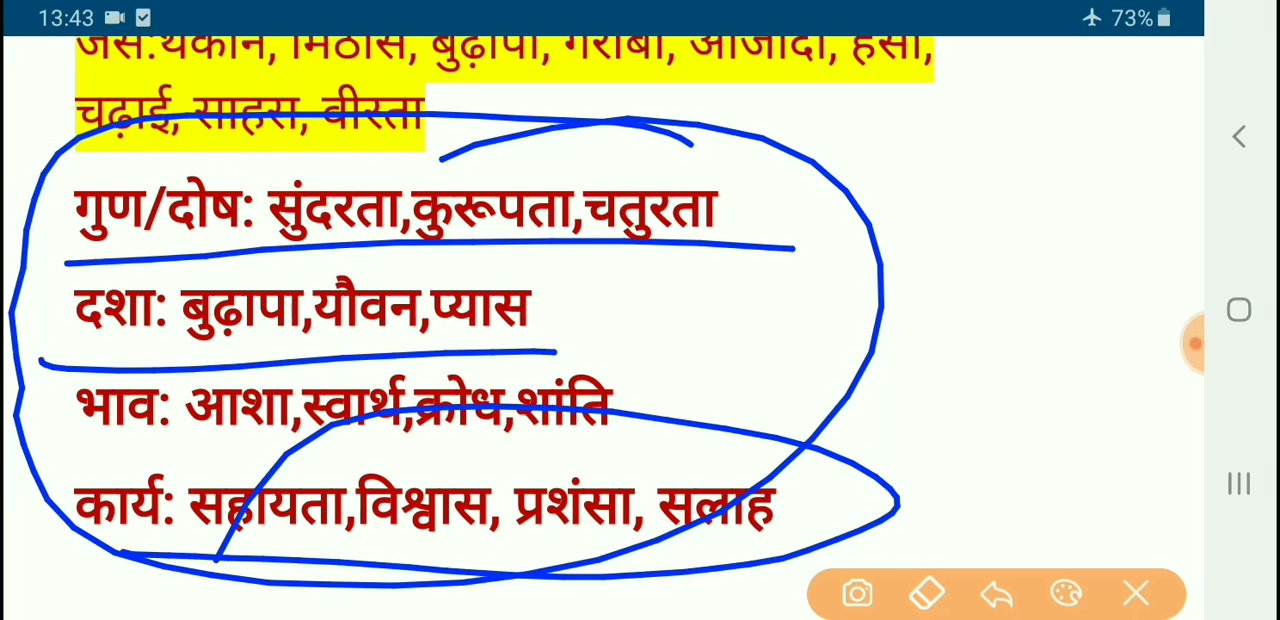 13:43
73%
जैसे:थकान, मिठास, बुढ़ापा, गरीबी, आजादी, हंसी,
चढ़ाई, साहस, वीरता
गुण/दोष: सुंदरता,कुरूपता,चतुरता
दशा: बुढ़ापा,यौवन,प्यास
भाव: आशा,स्वार्थ,क्रोध,शांति
कार्य: सहायता,विश्वास, प्रशंसा, सलाह